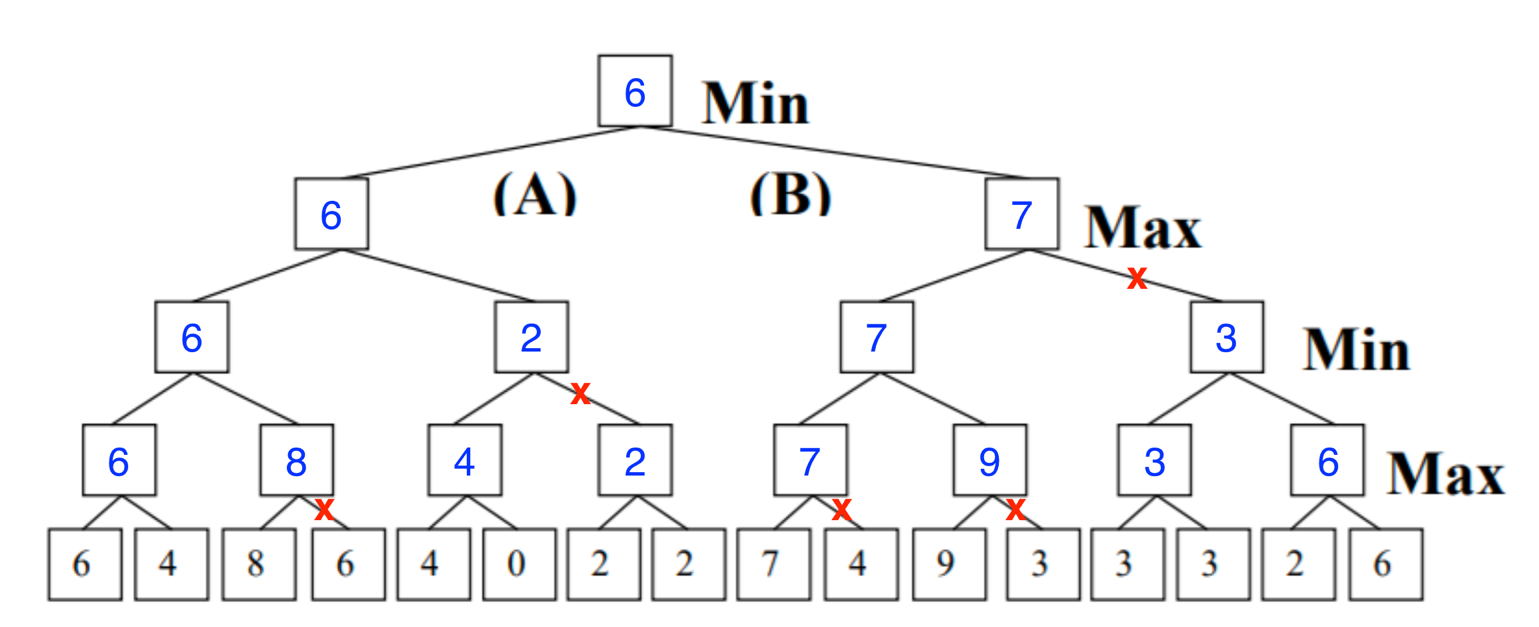 6 Min
(A) (B)
6 7 Max
x
6 2 7 3 Min
x
6 8 4 2 7 9 3 6 Max
x x x
6 4 8 6 4 0 2 2 7 4 9 3 3 3 2 6